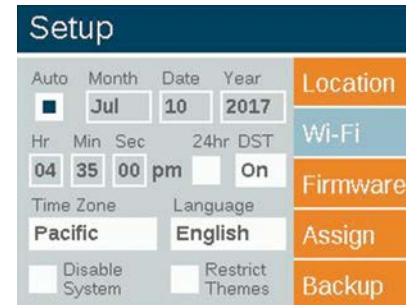 Setup
Auto Month Date Year
Jul 10 2017
Hr Min Sec 24hr DST
04 35 00 pm On
Time Zone Language
Pacific English
Disable System
Restrict Themes
Location
Wi-Fi
Firmware
Assign
Backup